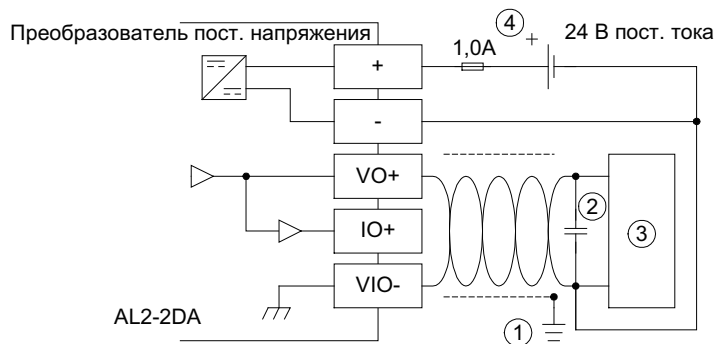 Преобразователь пост. напряжения
4
+
24 В пост. тока
1,0A
+
-
VO+
IO+
VIO-
2
3
AL2-2DA
1